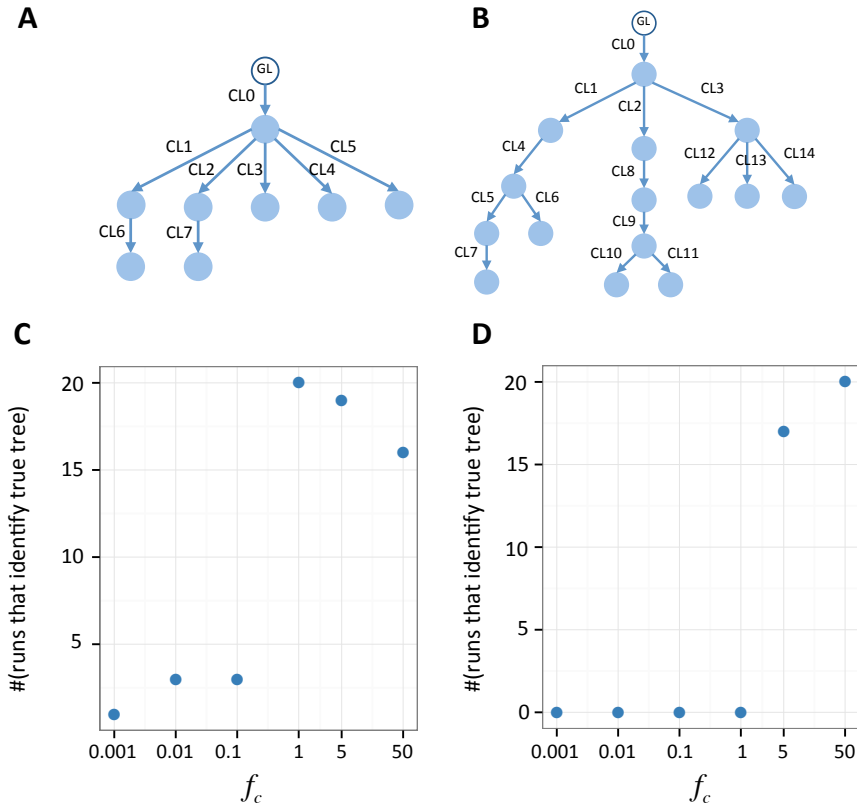 A
GL
CL0
CL1
CL2
CL3
CL4
CL5
CL6
CL7
B
GL
CL0
CL1
CL2
CL3
CL4
CL12
CL13
CL14
CL8
CL5
CL6
CL9
CL7
CL10
CL11
C
#(runs that identify true tree)
20
15
10
5
0.001
0.01
0.1
1
5
50
f_c
D
#(runs that identify true tree)
20
15
10
5
0
0.001
0.01
0.1
1
5
50
f_c